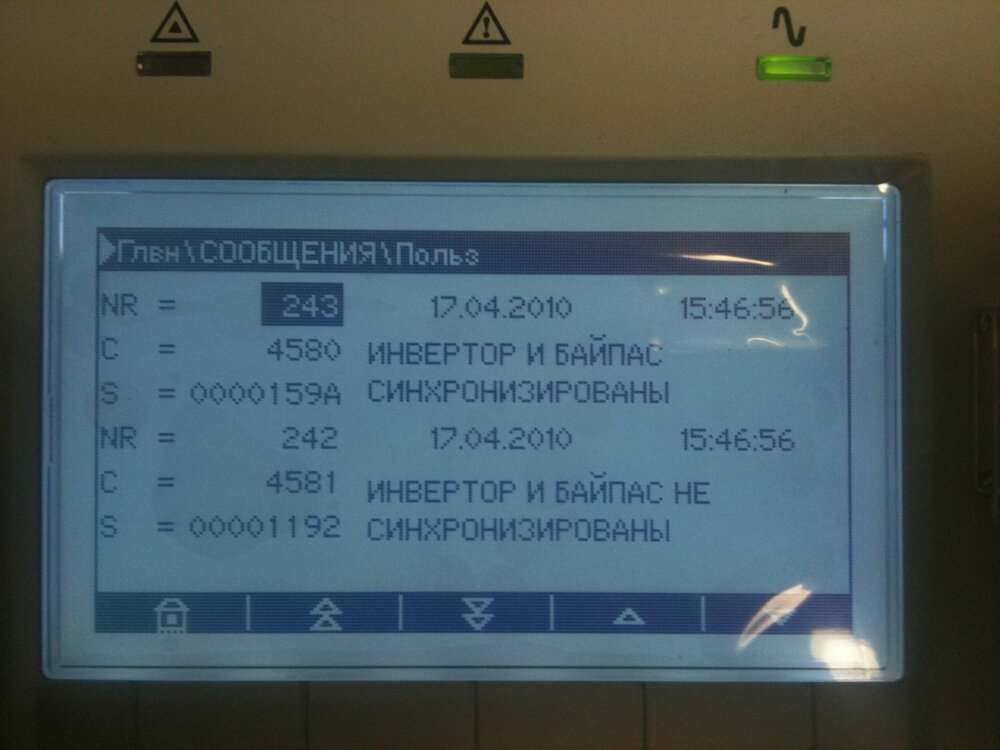 Глвн\СООБЩЕНИЯ\Польз
NR = 243 17.04.2010 15:46:56
C = 4580 ИНВЕРТОР И БАЙПАС
S = 0000159A СИНХРОНИЗИРОВАНЫ
NR = 242 17.04.2010 15:46:56
C = 4581 ИНВЕРТОР И БАЙПАС НЕ
S = 00001192 СИНХРОНИЗИРОВАНЫ